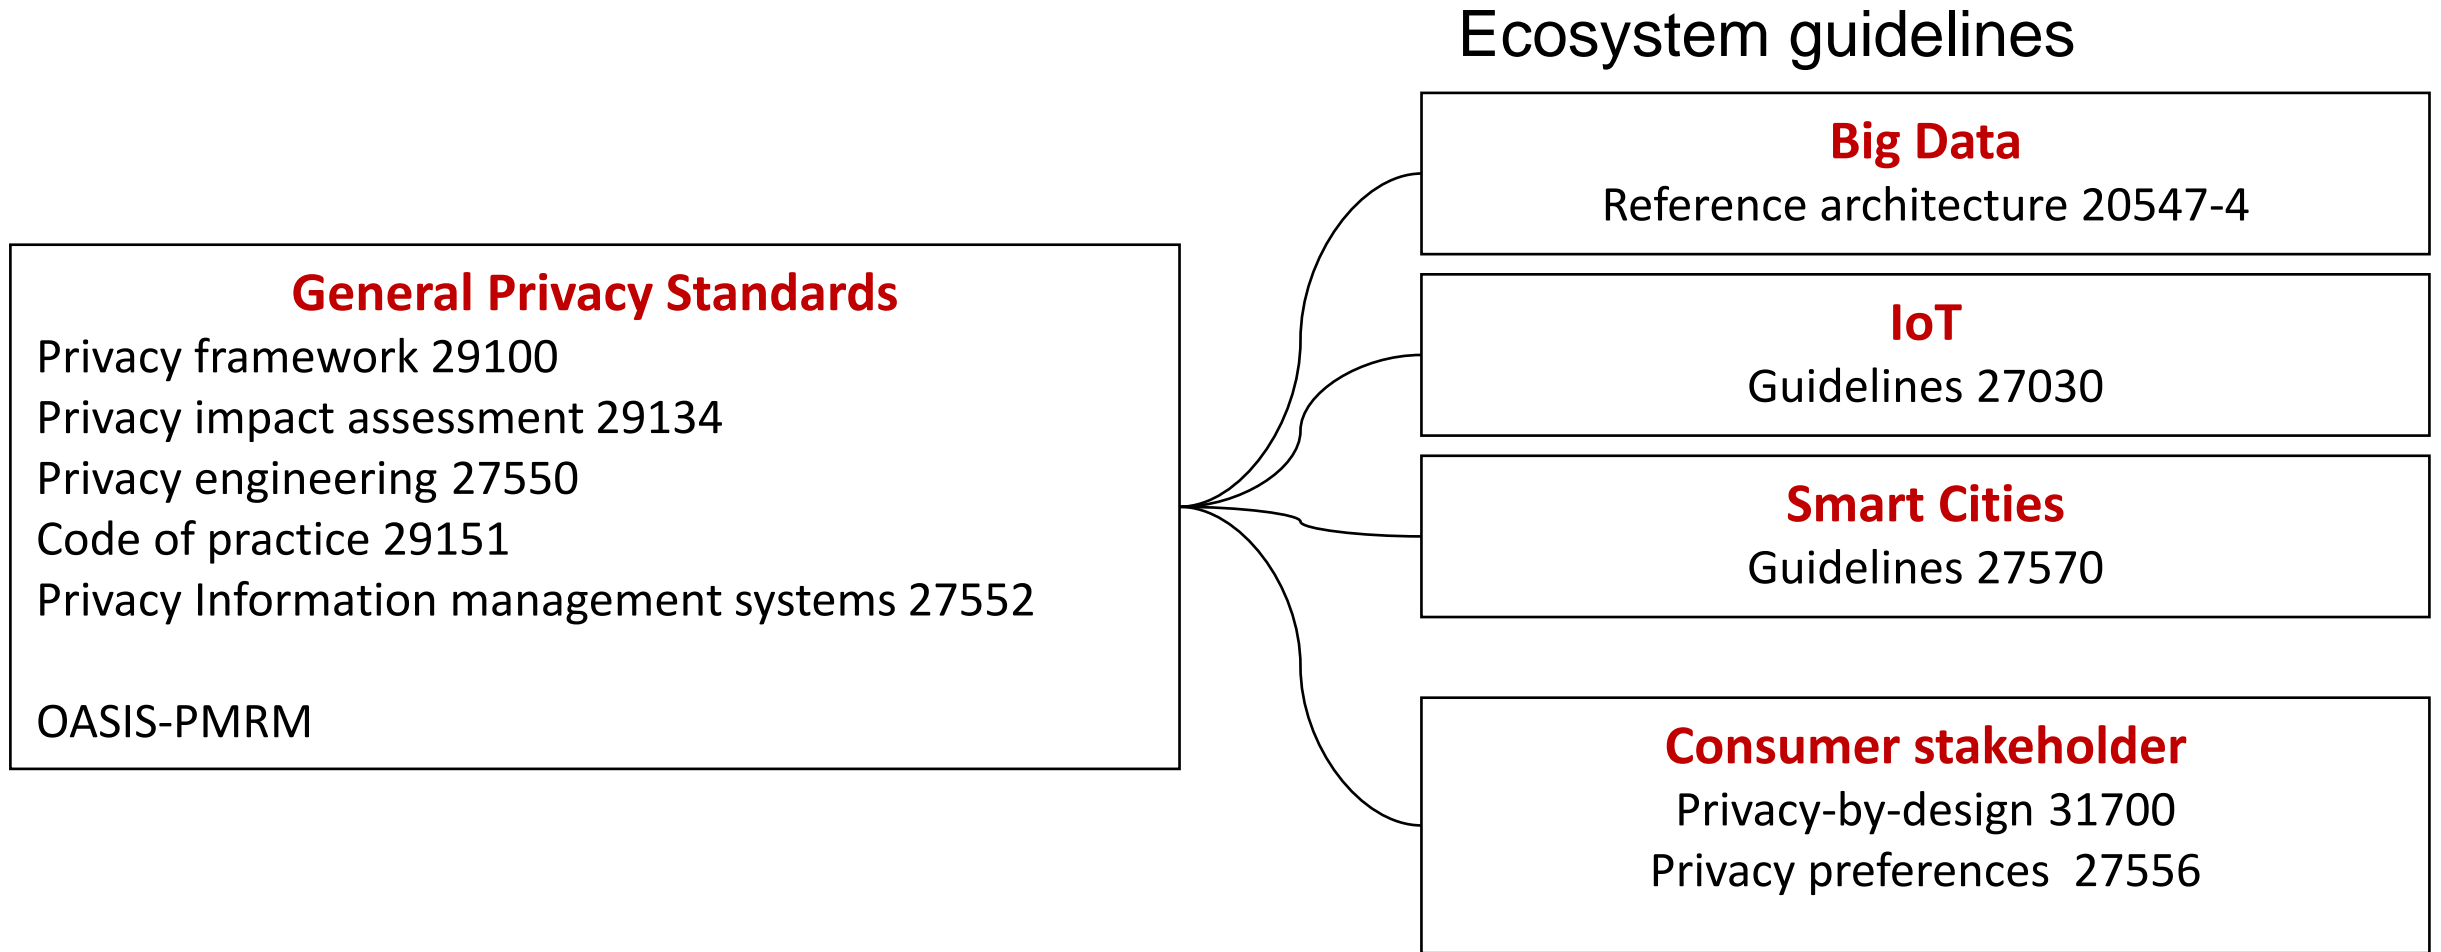 Ecosystem guidelines
General Privacy Standards
Privacy framework 29100
Privacy impact assessment 29134
Privacy engineering 27550
Code of practice 29151
Privacy Information management systems 27552
OASIS-PMRM
Big Data
Reference architecture 20547-4
IoT
Guidelines 27030
Smart Cities
Guidelines 27570
Consumer stakeholder
Privacy-by-design 31700
Privacy preferences  27556